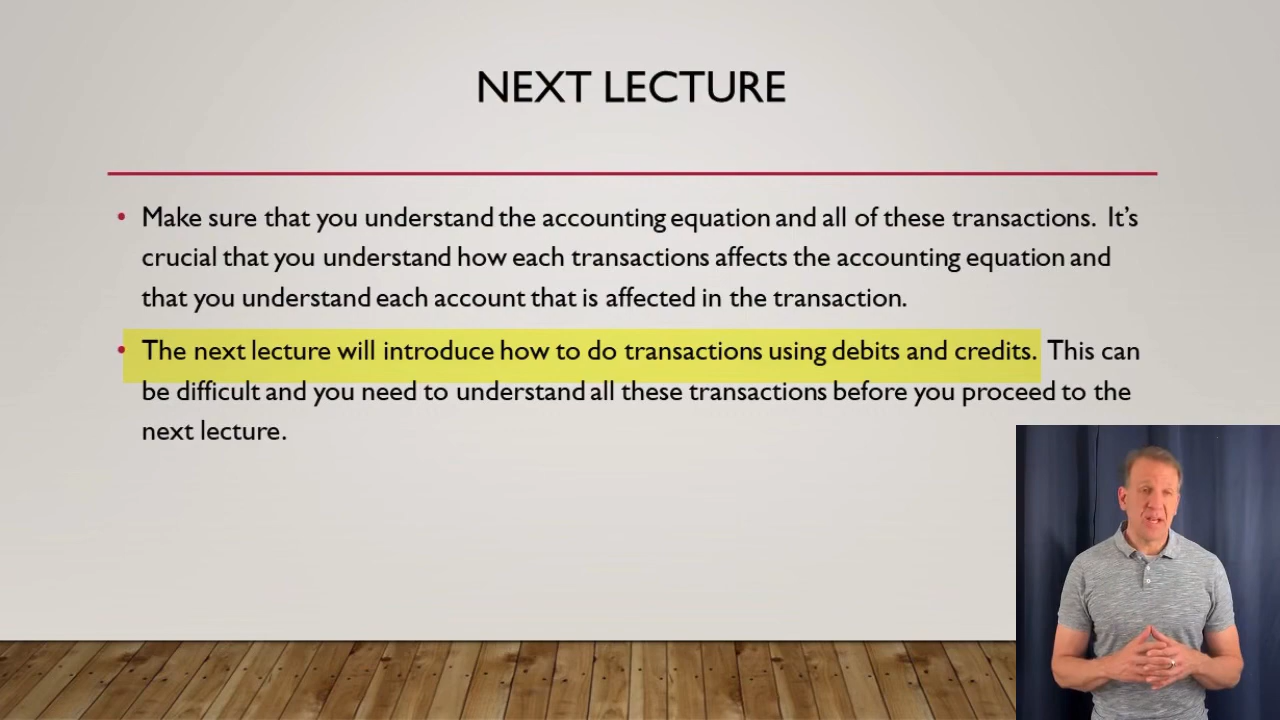 NEXT LECTURE
• Make sure that you understand the accounting equation and all of these transactions. It’s
crucial that you understand how each transactions affects the accounting equation and
that you understand each account that is affected in the transaction.
• The next lecture will introduce how to do transactions using debits and credits. This can
be difficult and you need to understand all these transactions before you proceed to the
next lecture.